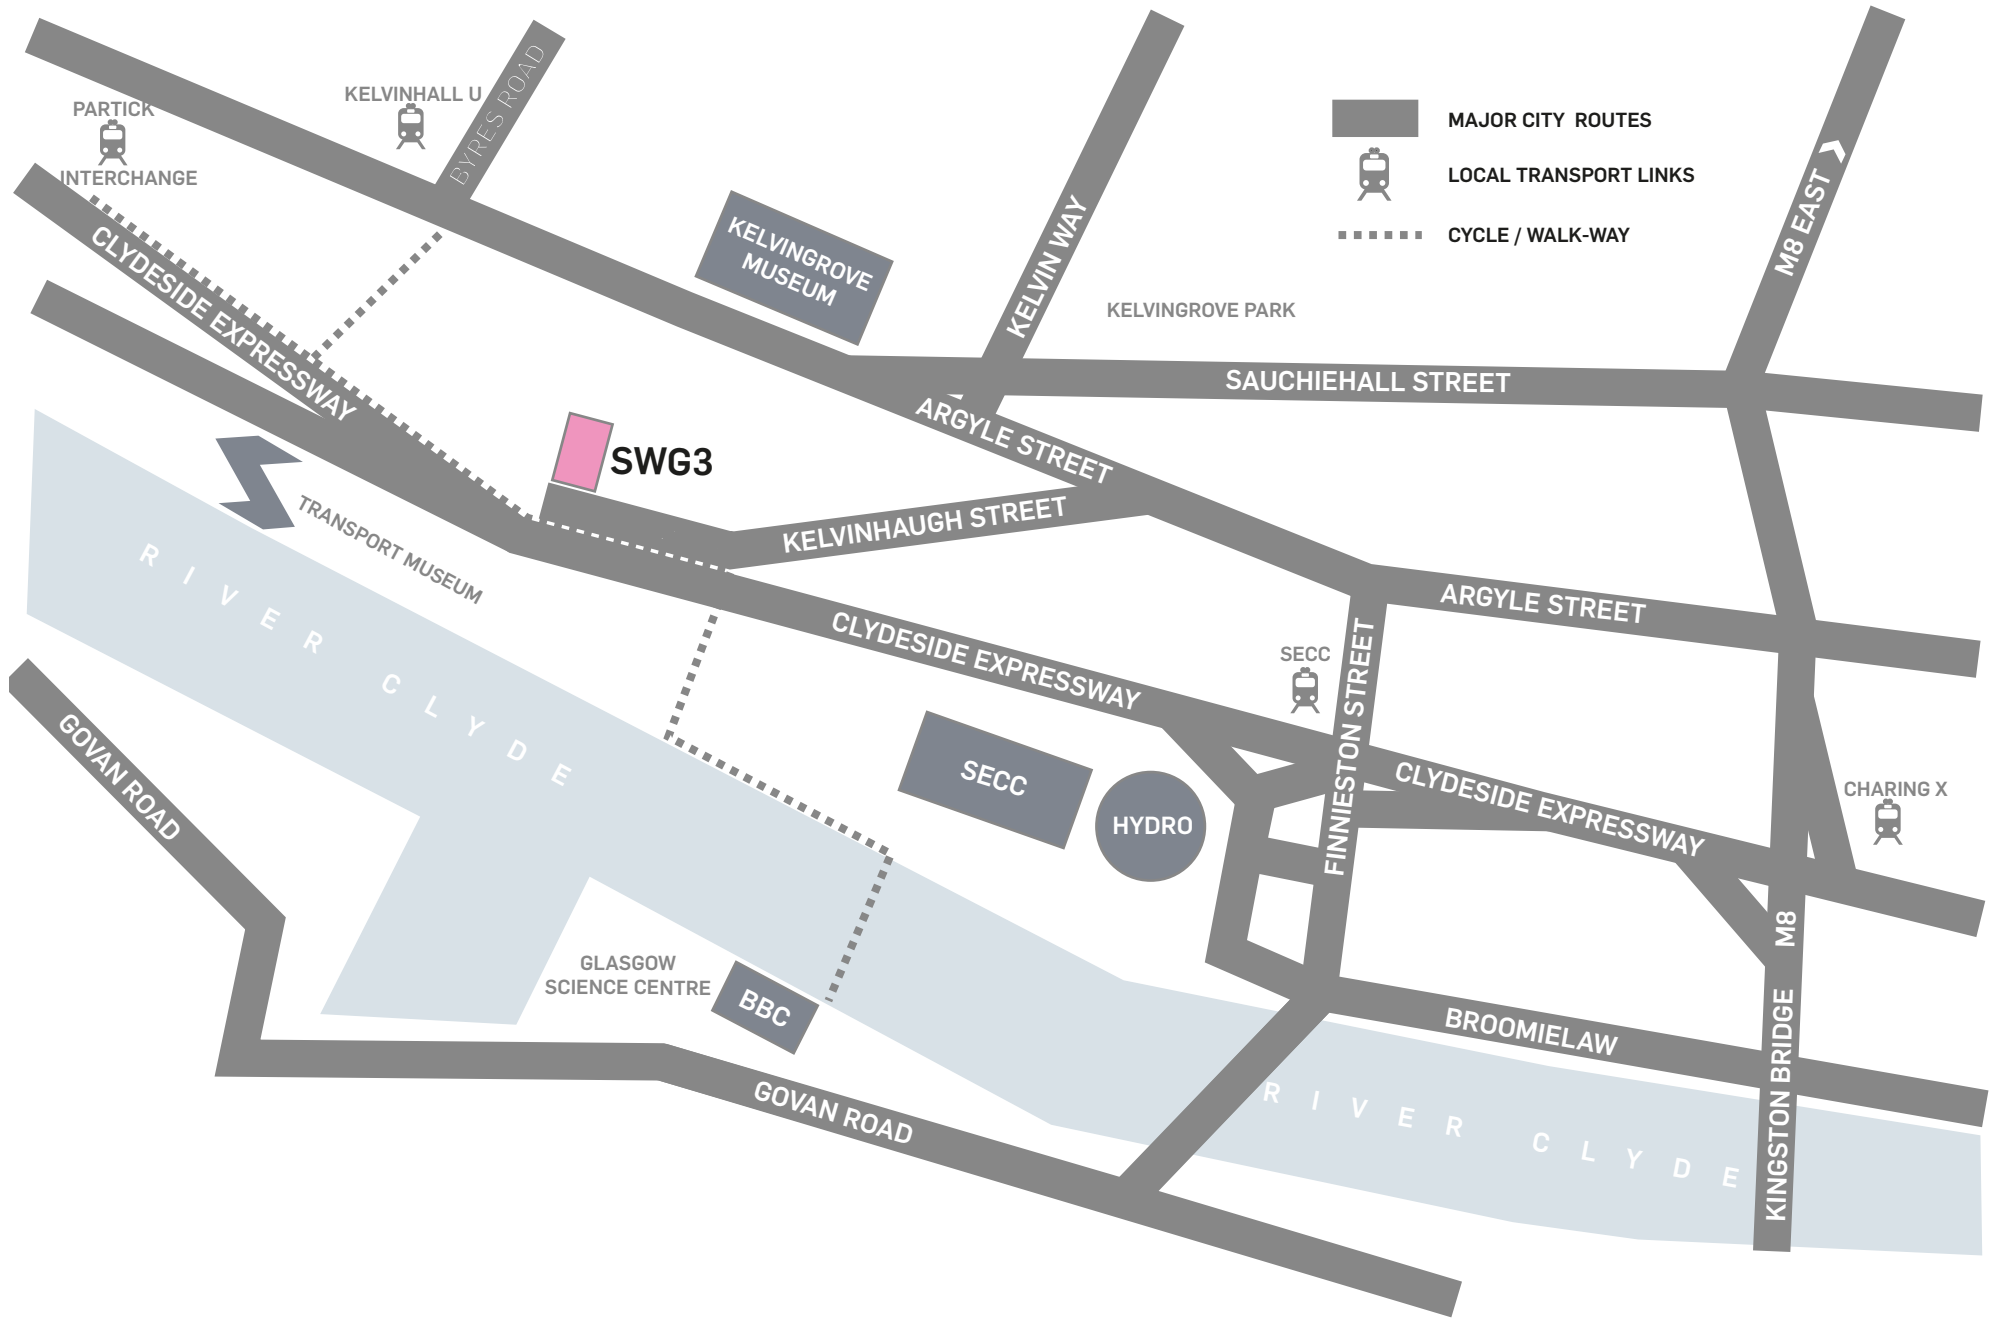 PARTICK
INTERCHANGE
KELVINHALL U
BYRES ROAD
MAJOR CITY  ROUTES
LOCAL TRANSPORT LINKS
CYCLE / WALK-WAY
M8 EAST
KELVINGROVE
MUSEUM
KELVIN WAY
KELVINGROVE PARK
CLYDESIDE EXPRESSWAY
SAUCHIEHALL STREET
ARGYLE STREET
SWG3
KELVINHAUGH STREET
TRANSPORT MUSEUM
RIVER CLYDE
ARGYLE STREET
CLYDESIDE EXPRESSWAY
SECC
FINNIESTON STREET
GOVAN ROAD
SECC
HYDRO
CLYDESIDE EXPRESSWAY
CHARING X
M8
GLASGOW
SCIENCE CENTRE
BBC
BROOMIELAW
KINGSTON BRIDGE
GOVAN ROAD
RIVER CLYDE